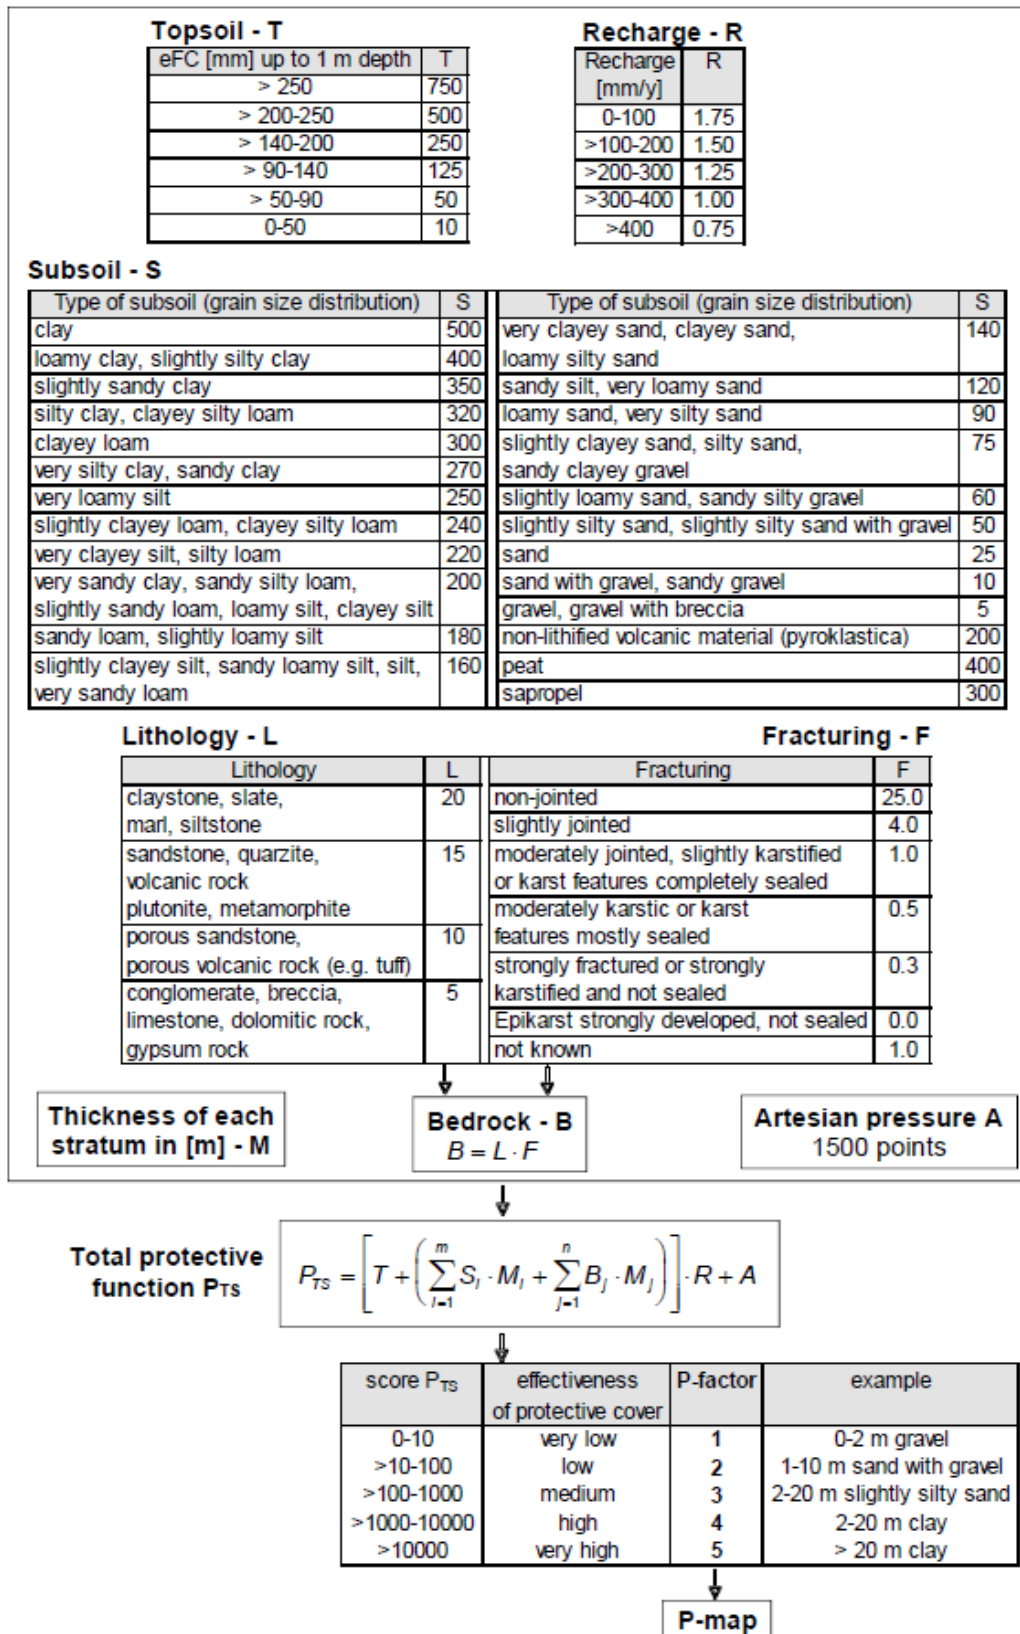 Topsoil - T
eFC [mm] up to 1 m depth T
> 250 750
> 200-250 500
> 140-200 250
> 90-140 125
> 50-90 50
0-50 10
Recharge - R
Recharge R
[mm/y]
0-100 1.75
>100-200 1.50
>200-300 1.25
>300-400 1.00
>400 0.75
Subsoil - S
Type of subsoil (grain size distribution) S
clay 500
loamy clay, slightly silty clay 400
slightly sandy clay 350
silty clay, clayey silty loam 320
clayey loam 300
very silty clay, sandy clay 270
very loamy silt 250
slightly clayey loam, clayey silty loam 240
very clayey silt, silty loam 220
very sandy clay, sandy silty loam, 200
slightly sandy loam, loamy silt, clayey silt
sandy loam, slightly loamy silt 180
slightly clayey silt, sandy loamy silt, silt, 160
very sandy loam
Type of subsoil (grain size distribution) S
very clayey sand, clayey sand, 140
loamy silty sand
sandy silt, very loamy sand 120
loamy sand, very silty sand 90
slightly clayey sand, silty sand, 75
sandy clayey gravel
slightly loamy sand, sandy silty gravel 60
slightly silty sand, slightly silty sand with gravel 50
sand 25
sand with gravel, sandy gravel 10
gravel, gravel with breccia 5
non-lithified volcanic material (pyroklastica) 200
peat 400
sapropel 300
Lithology - L
Lithology L
claystone, slate, 20
marl, siltstone
sandstone, quarzite, 15
volcanic rock
plutonite, metamorphite
porous sandstone, 10
porous volcanic rock (e.g. tuff)
conglomerate, breccia, 5
limestone, dolomitic rock,
gypsum rock
Fracturing - F
Fracturing F
non-jointed 25.0
slightly jointed 4.0
moderately jointed, slightly karstified 1.0
or karst features completely sealed
moderately karstic or karst 0.5
features mostly sealed
strongly fractured or strongly 0.3
karstified and not sealed
Epikarst strongly developed, not sealed 0.0
not known 1.0
Thickness of each
stratum in [m] - M
Bedrock - B
B = L · F
Artesian pressure A
1500 points
Total protective
function PTS
P_TS = [T + (∑_{i=1}^{m} S_i · M_i + ∑_{j=1}^{n} B_j · M_j)] · R + A
score PTS effectiveness P-factor example
of protective cover
0-10 very low 1 0-2 m gravel
>10-100 low 2 1-10 m sand with gravel
>100-1000 medium 3 2-20 m slightly silty sand
>1000-10000 high 4 2-20 m clay
>10000 very high 5 > 20 m clay
P-map